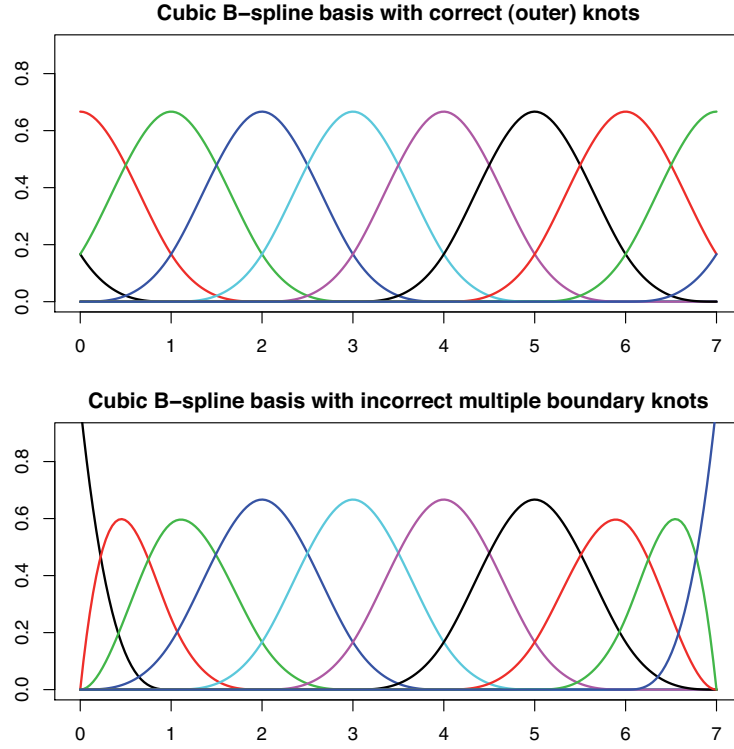 Cubic B−spline basis with correct (outer) knots
0.8
0.6
0.4
0.2
0.0
0 1 2 3 4 5 6 7
Cubic B−spline basis with incorrect multiple boundary knots
0.8
0.6
0.4
0.2
0.0
0 1 2 3 4 5 6 7